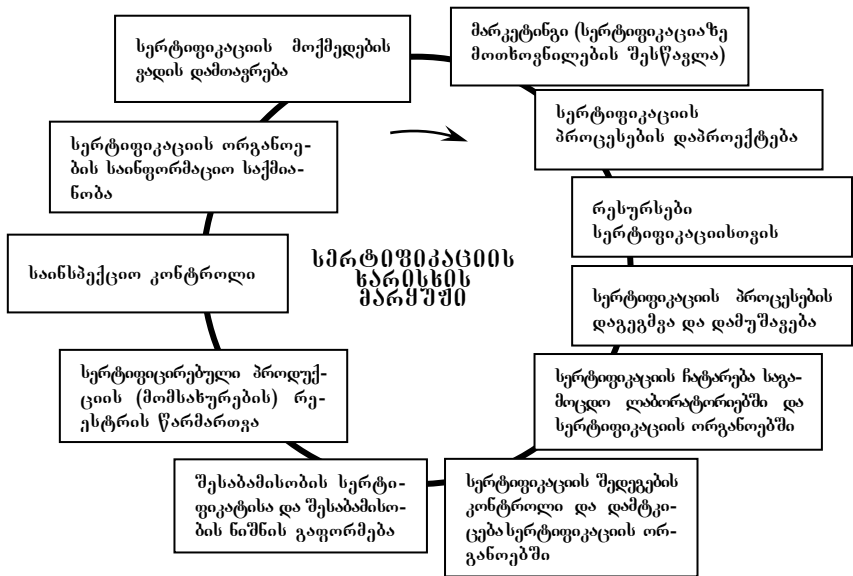 მარკეტინგი (სერტიფიკაციაზე
მოთხოვნილების შესწავლა)
სერტიფიკაციის
პროცესების დაპროექტება
რესურსები
სერტიფიკაციისთვის
სერტიფიკაციის პროცესების
დაგეგმვა და დამუშავება
სერტიფიკაციის ჩატარება საგა-
მოცდო ლაბორატორიებში და
სერტიფიკაციის ორგანოებში
სერტიფიკაციის შედეგების
კონტროლი და დამტკი-
ცება სერტიფიკაციის ორ-
განოებში
შესაბამისობის სერტი-
ფიკატისა და შესაბამისო-
ბის ნიშნის გაფორმება
სერტიფიცირებული პროდუქ-
ციის (მომსახურების) რე-
ესტრის წარმართვა
საინსპექციო კონტროლი
სერტიფიკაციის ორგანოე-
ბის საინფორმაციო საქმია-
ნობა
სერტიფიკაციის მოქმედების
ვადის დამთავრება
სერტიფიკაციის
ხარისხის
მარყუჟი